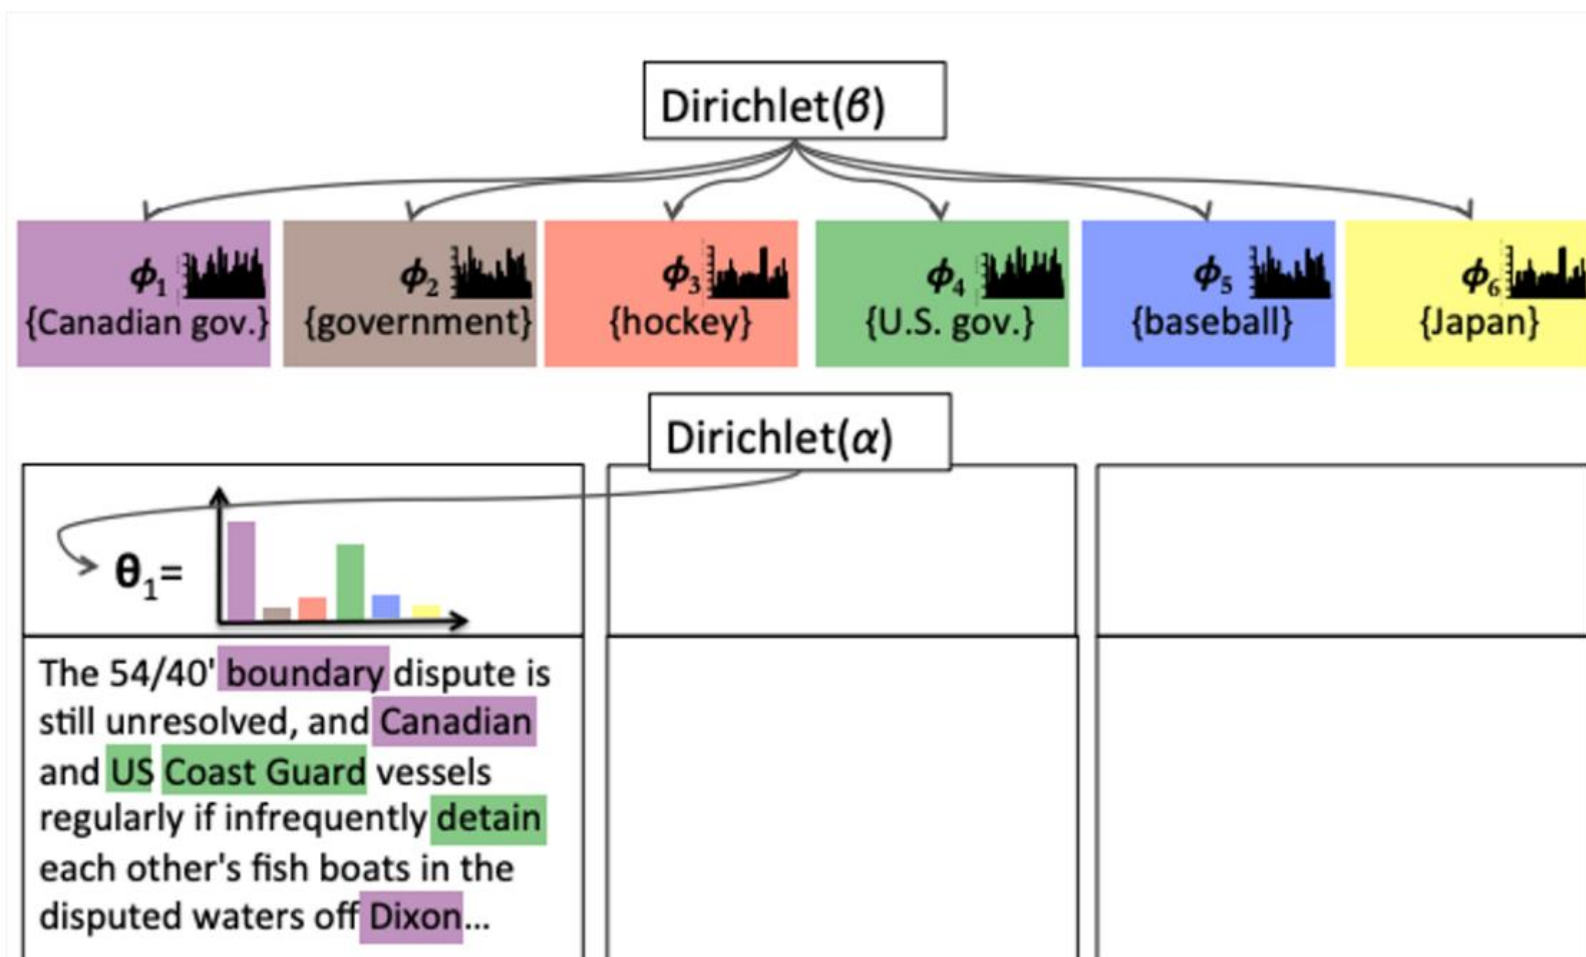 Dirichlet(β)
ϕ1
{Canadian gov.}
ϕ2
{government}
ϕ3
{hockey}
ϕ4
{U.S. gov.}
ϕ5
{baseball}
ϕ6
{Japan}
Dirichlet(α)
θ1=
The 54/40' boundary dispute is
still unresolved, and Canadian
and US Coast Guard vessels
regularly if infrequently detain
each other's fish boats in the
disputed waters off Dixon...